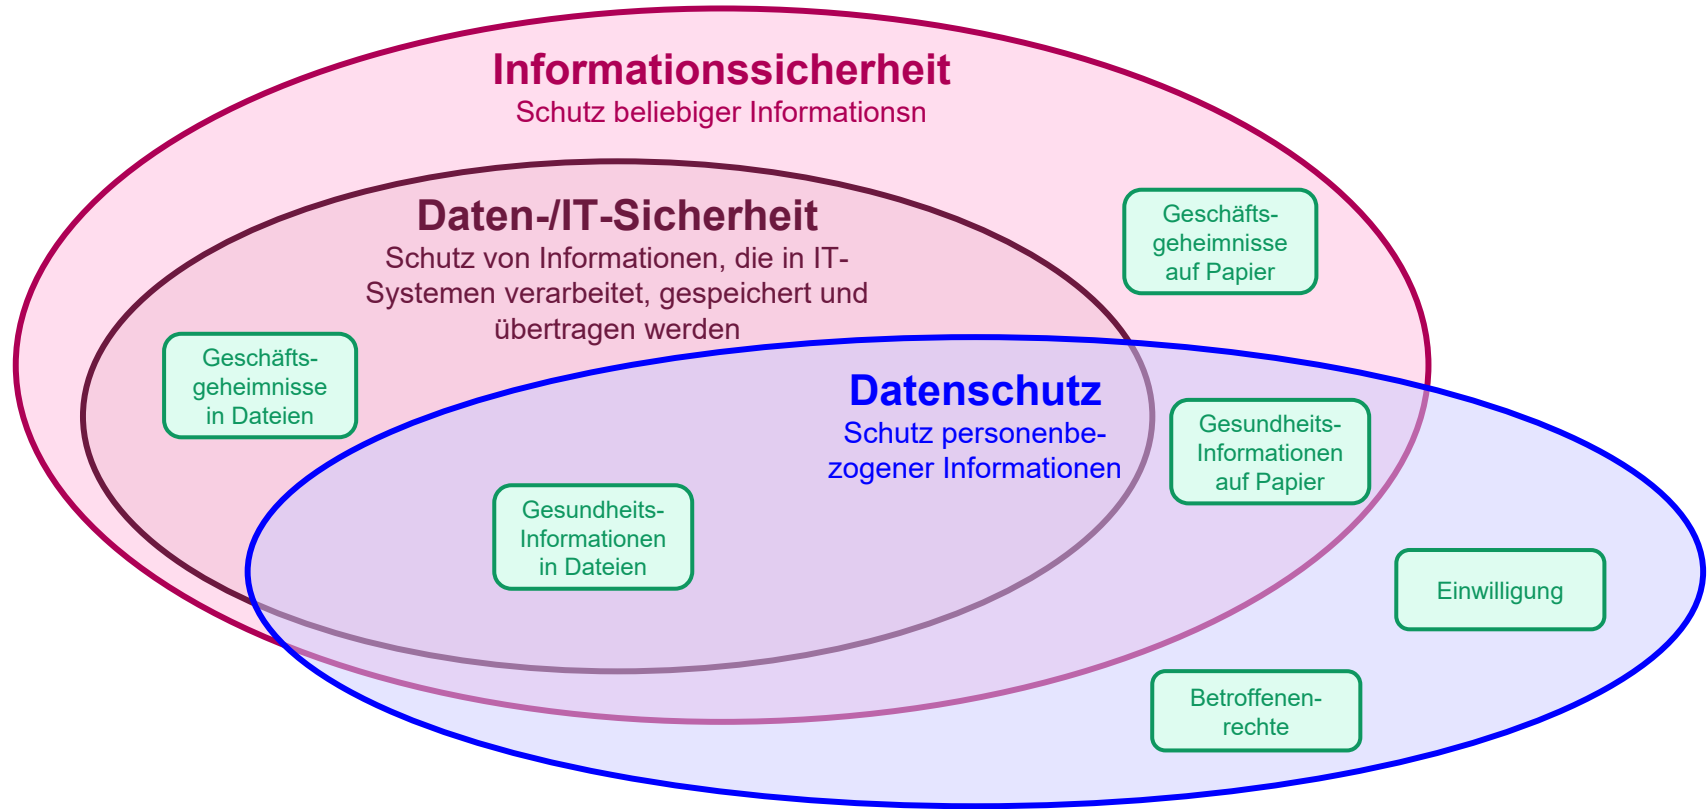 Informationssicherheit
Schutz beliebiger Informationsn
Daten-/IT-Sicherheit
Schutz von Informationen, die in IT-
Systemen verarbeitet, gespeichert und
übertragen werden
Geschäfts-
geheimnisse
auf Papier
Geschäfts-
geheimnisse
in Dateien
Datenschutz
Schutz personenbe-
zogener Informationen
Gesundheits-
Informationen
auf Papier
Gesundheits-
Informationen
in Dateien
Einwilligung
Betroffenen-
rechte